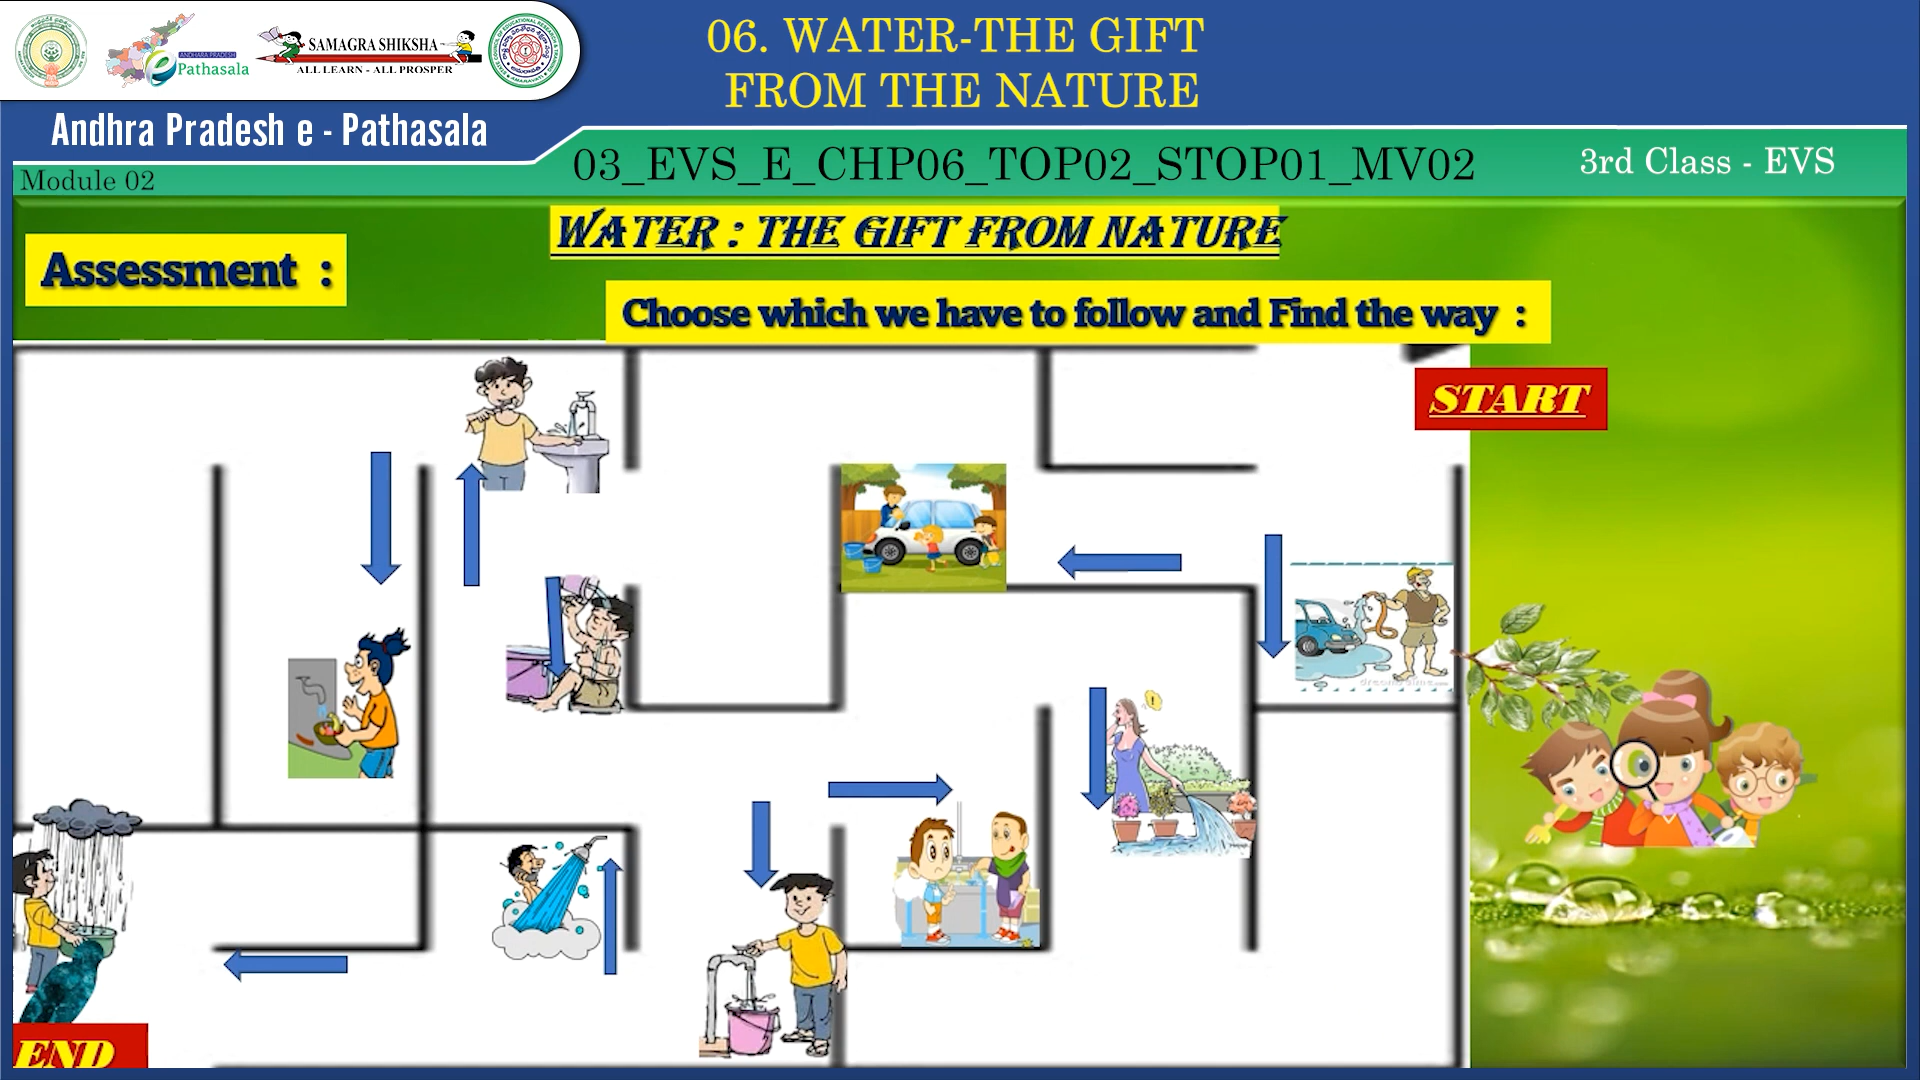 06. WATER-THE GIFT
FROM THE NATURE
ANDHRA PRADESH
e Pathasala
SAMAGRA SHIKSHA
ALL LEARN - ALL PROSPER
Andhra Pradesh e - Pathasala
Module 02
03_EVS_E_CHP06_TOP02_STOP01_MV02
3rd Class - EVS
WATER : THE GIFT FROM NATURE
Assessment :
Choose which we have to follow and Find the way :
START
END